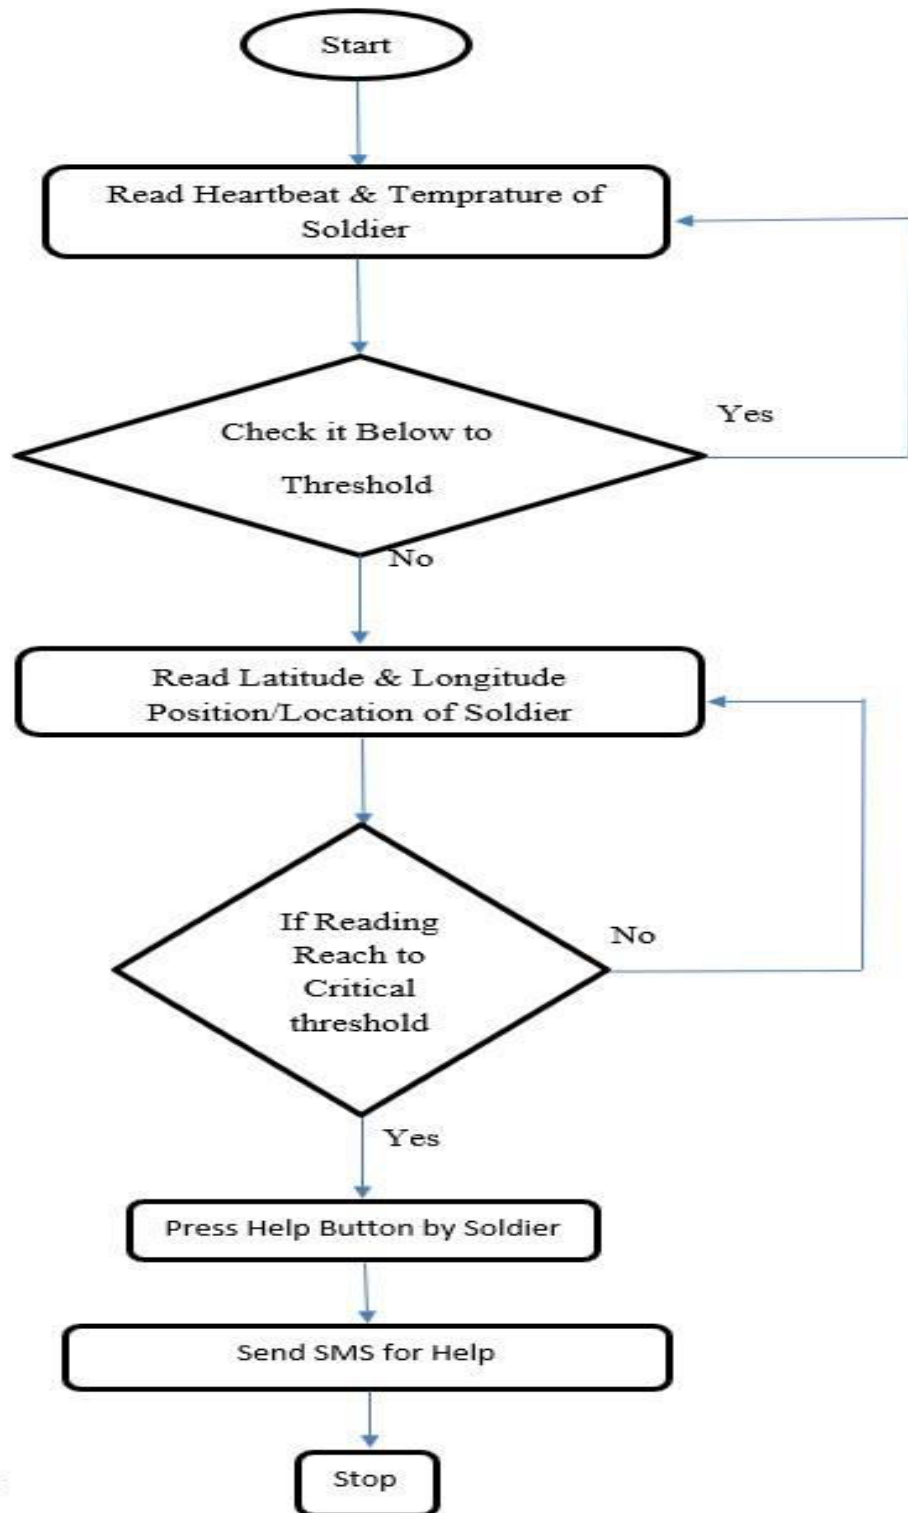 Start
Read Heartbeat & Temprature of
Soldier
Check it Below to
Threshold
Yes
No
Read Latitude & Longitude
Position/Location of Soldier
If Reading
Reach to
Critical
threshold
No
Yes
Press Help Button by Soldier
Send SMS for Help
Stop